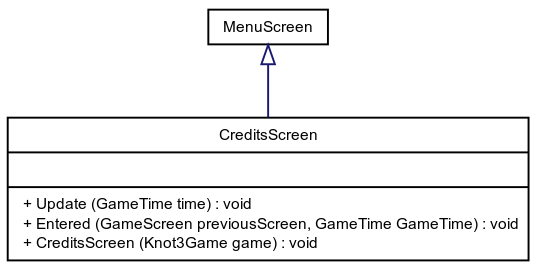 MenuScreen
CreditsScreen
+ Update (GameTime time) : void
+ Entered (GameScreen previousScreen, GameTime GameTime) : void
+ CreditsScreen (Knot3Game game) : void